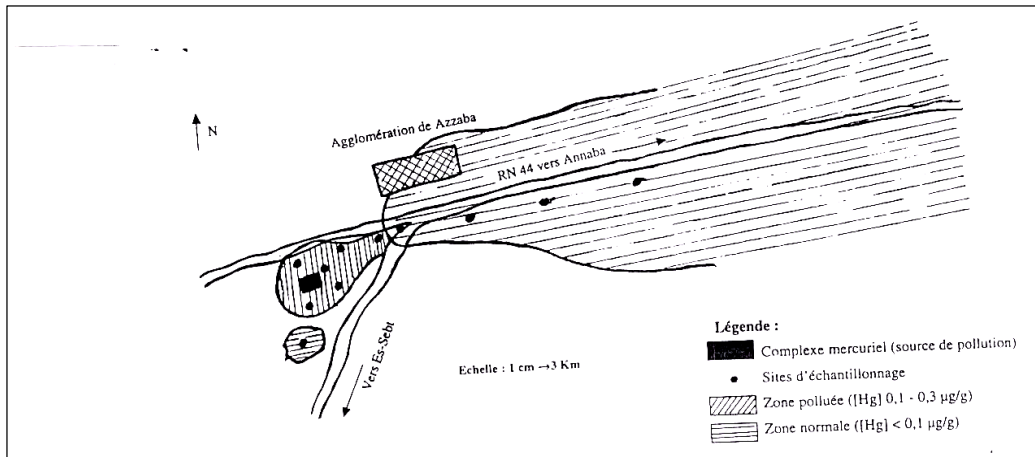 N
Agglomération de Azzaba
RN 44 vers Annaba
Vers Es-Sebt
Echelle : 1 cm →3 Km
Légende :
Complexe mercuriel (source de pollution)
Sites d'échantillonnage
Zone polluée ([Hg] 0,1 - 0,3 µg/g)
Zone normale ([Hg] < 0,1 µg/g)